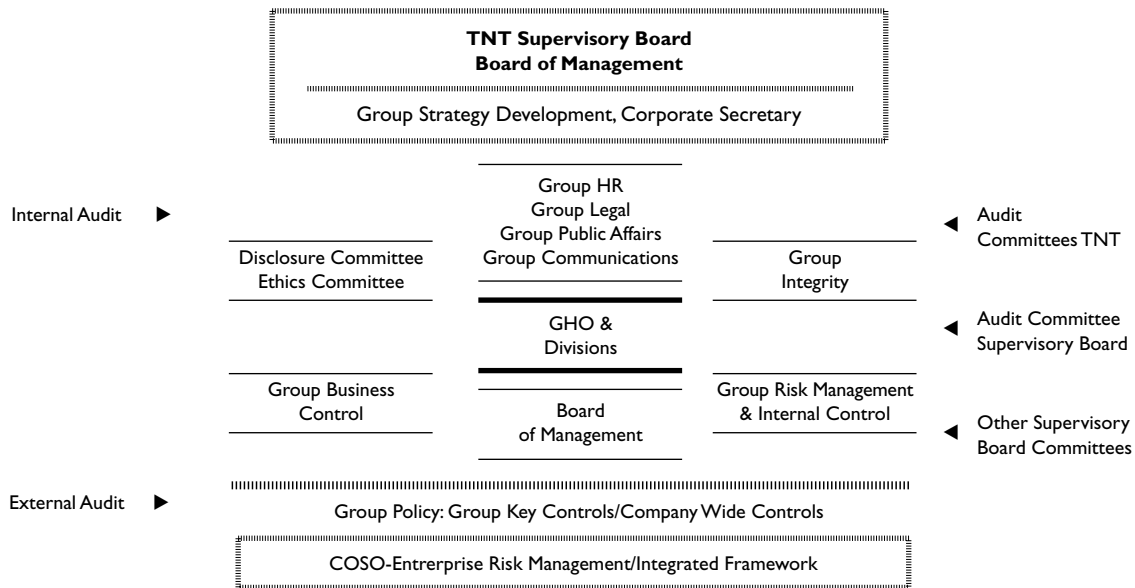 TNT Supervisory Board
Board of Management
Group Strategy Development, Corporate Secretary
Internal Audit
Group HR
Group Legal
Group Public Affairs
Group Communications
Audit
Committees TNT
Disclosure Committee
Ethics Committee
Group
Integrity
GHO &
Divisions
Audit Committee
Supervisory Board
Group Business
Control
Board
of Management
Group Risk Management
& Internal Control
Other Supervisory
Board Committees
External Audit
Group Policy: Group Key Controls/Company Wide Controls
COSO-Entrerprise Risk Management/Integrated Framework